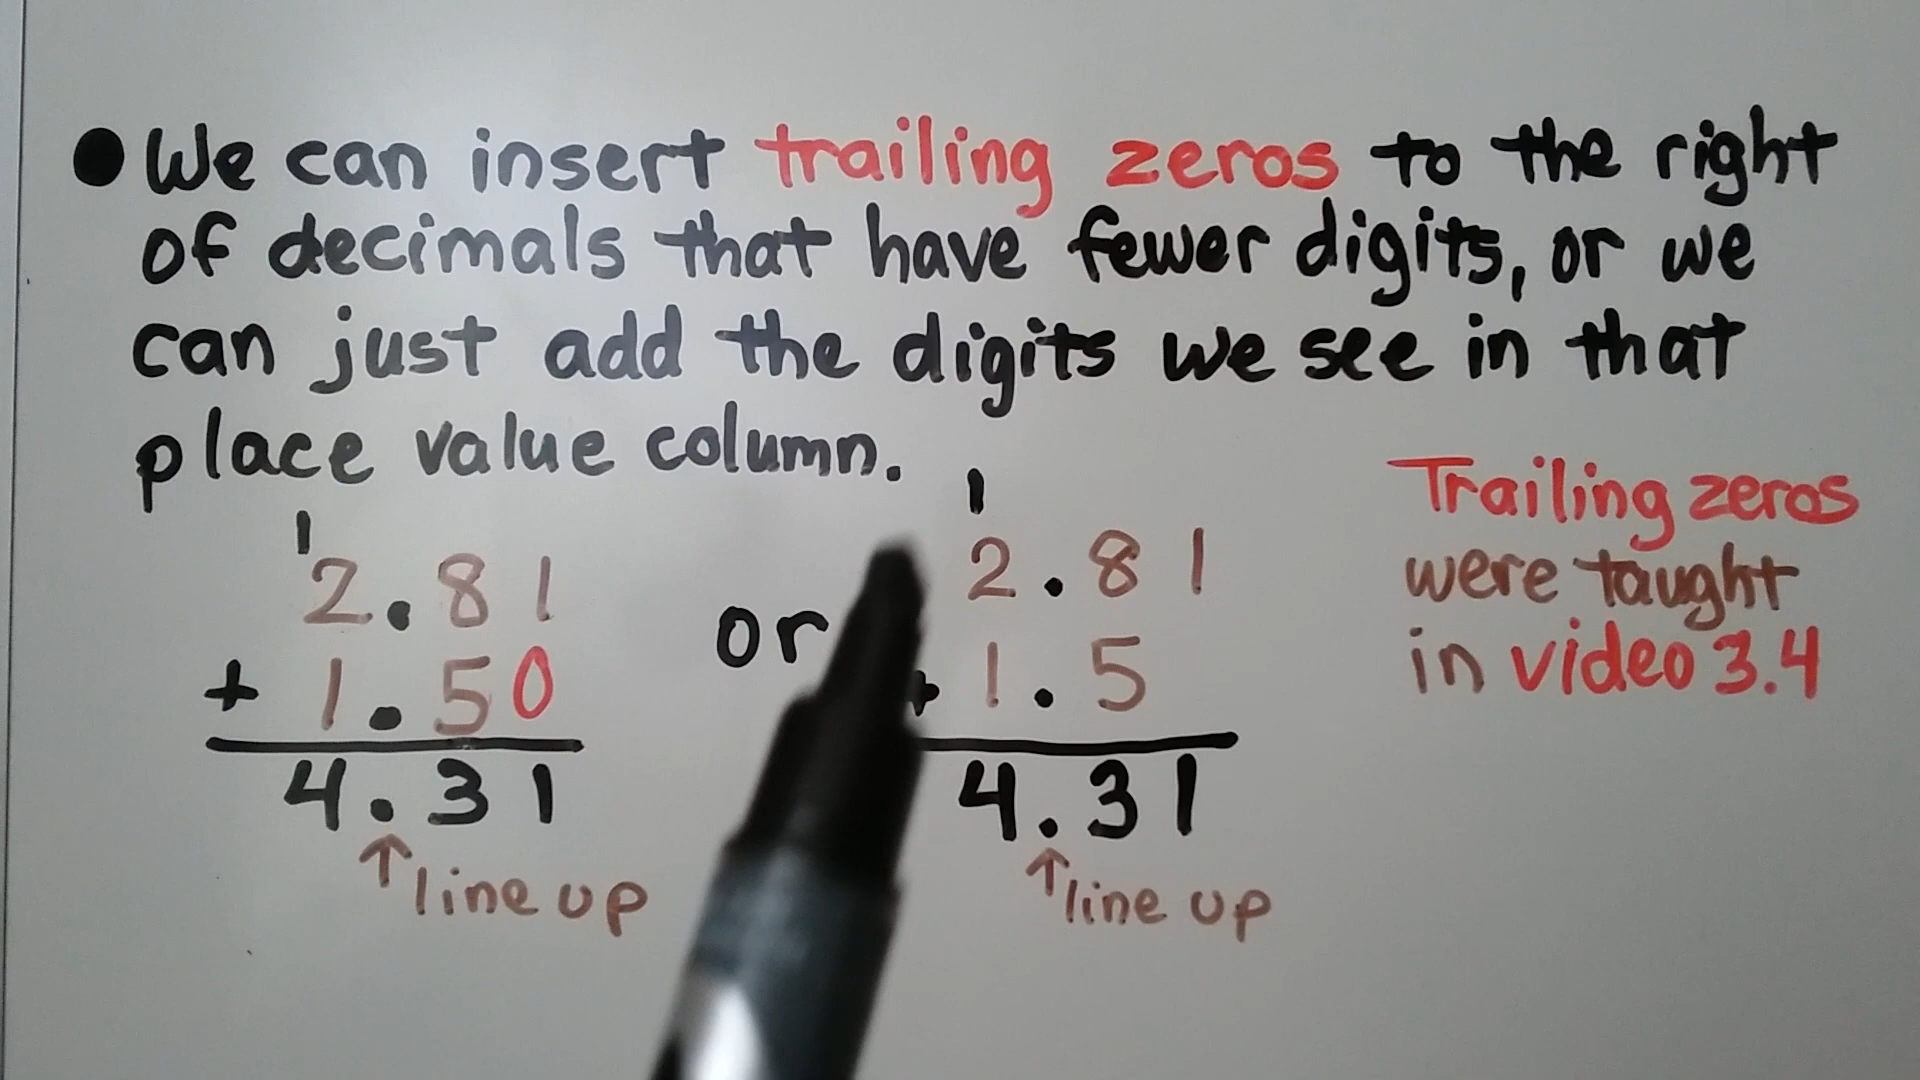 ● We can insert trailing zeros to the right
of decimals that have fewer digits, or we
can just add the digits we see in that
place value column.
Trailing zeros
were taught
in video 3.4
1
2.81
+ 1.50
4.31
↑ line up
or
1
2.81
+ 1.5
4.31
↑ line up